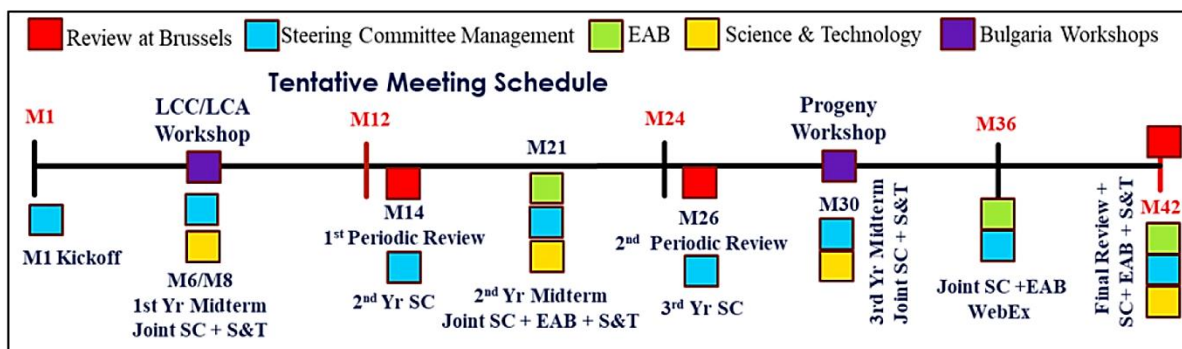 Review at Brussels Steering Committee Management EAB Science & Technology Bulgaria Workshops
Tentative Meeting Schedule
M1
M1 Kickoff
LCC/LCA
Workshop
M6/M8
1st Yr Midterm
Joint SC + S&T
M12
M14
1st Periodic Review
2nd Yr SC
M21
2nd Yr Midterm
Joint SC + EAB + S&T
M24
M26
2nd Periodic Review
3rd Yr SC
Progeny
Workshop
M30
3rd Yr Midterm
Joint SC + S&T
M36
Joint SC +EAB
WebEx
Final Review +
SC+ EAB + S&T
M42